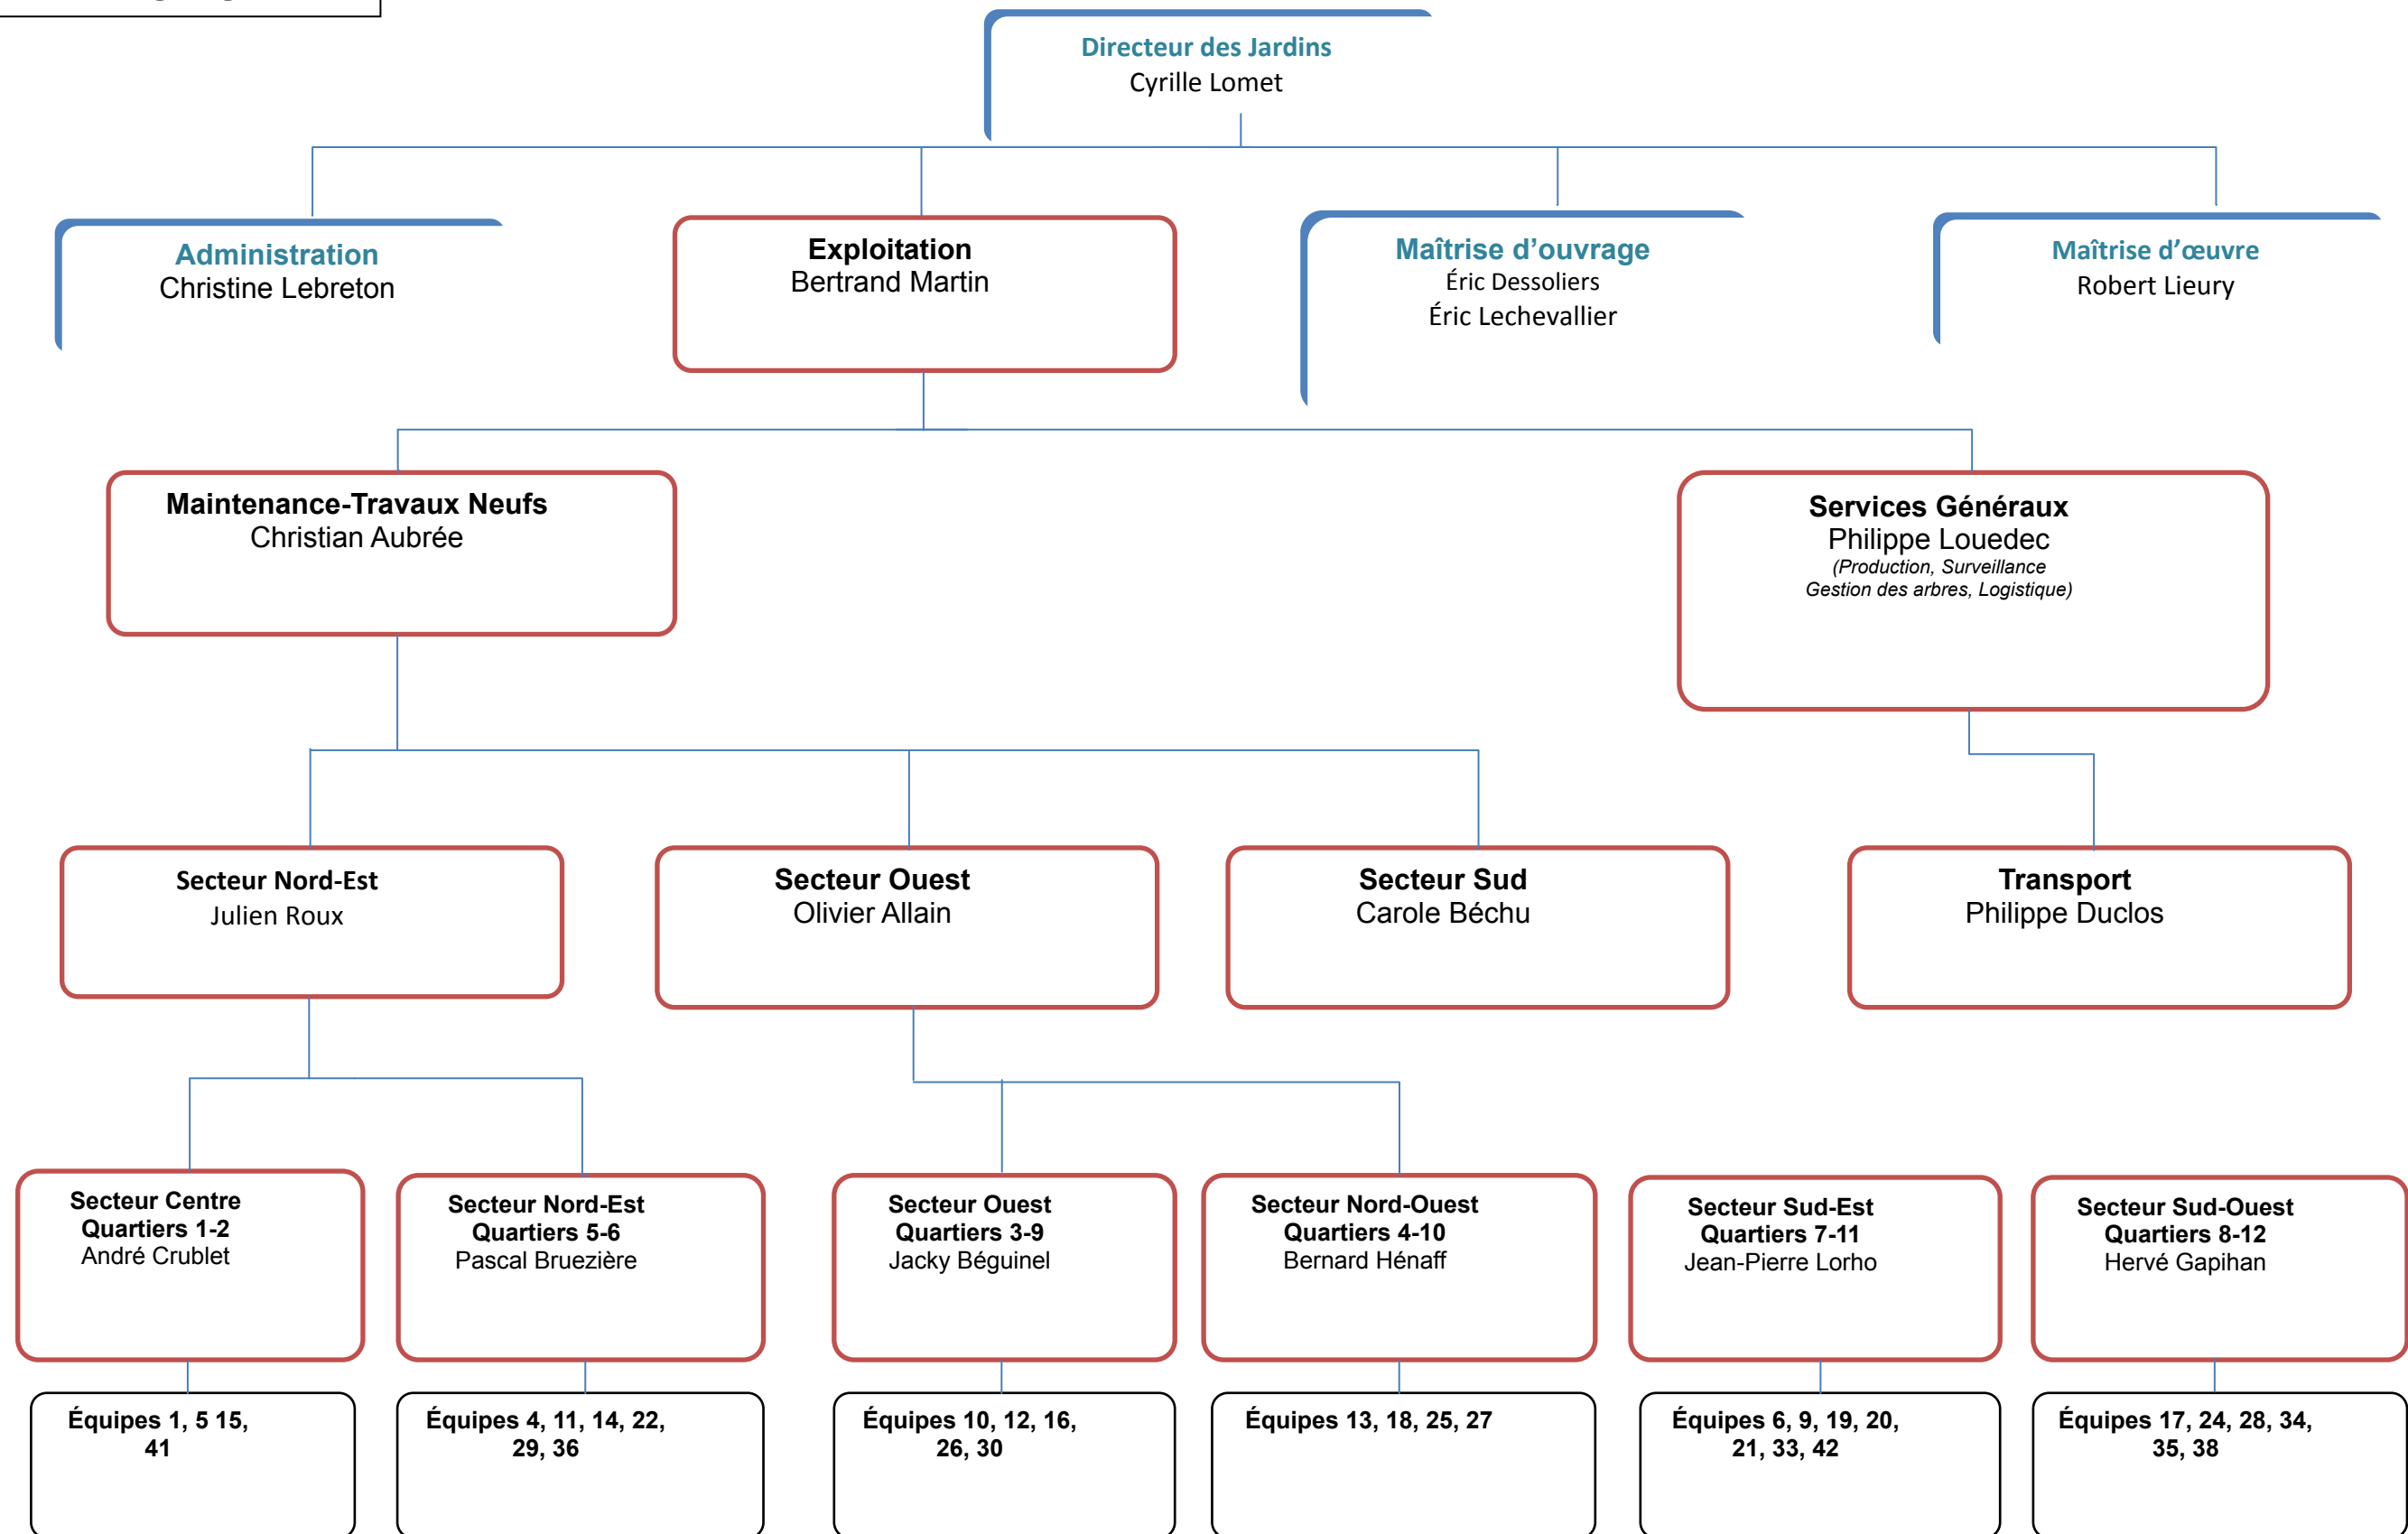 Directeur des Jardins
Cyrille Lomet
Administration
Christine Lebreton
Exploitation
Bertrand Martin
Maîtrise d’ouvrage
Éric Dessoliers
Éric Lechevallier
Maîtrise d’œuvre
Robert Lieury
Maintenance-Travaux Neufs
Christian Aubrée
Services Généraux
Philippe Louedec
(Production, Surveillance
Gestion des arbres, Logistique)
Secteur Nord-Est
Julien Roux
Secteur Ouest
Olivier Allain
Secteur Sud
Carole Béchu
Transport
Philippe Duclos
Secteur Centre
Quartiers 1-2
André Crublet
Secteur Nord-Est
Quartiers 5-6
Pascal Bruezière
Secteur Ouest
Quartiers 3-9
Jacky Béguinel
Secteur Nord-Ouest
Quartiers 4-10
Bernard Hénaff
Secteur Sud-Est
Quartiers 7-11
Jean-Pierre Lorho
Secteur Sud-Ouest
Quartiers 8-12
Hervé Gapihan
Équipes 1, 5 15,
41
Équipes 4, 11, 14, 22,
29, 36
Équipes 10, 12, 16,
26, 30
Équipes 13, 18, 25, 27
Équipes 6, 9, 19, 20,
21, 33, 42
Équipes 17, 24, 28, 34,
35, 38